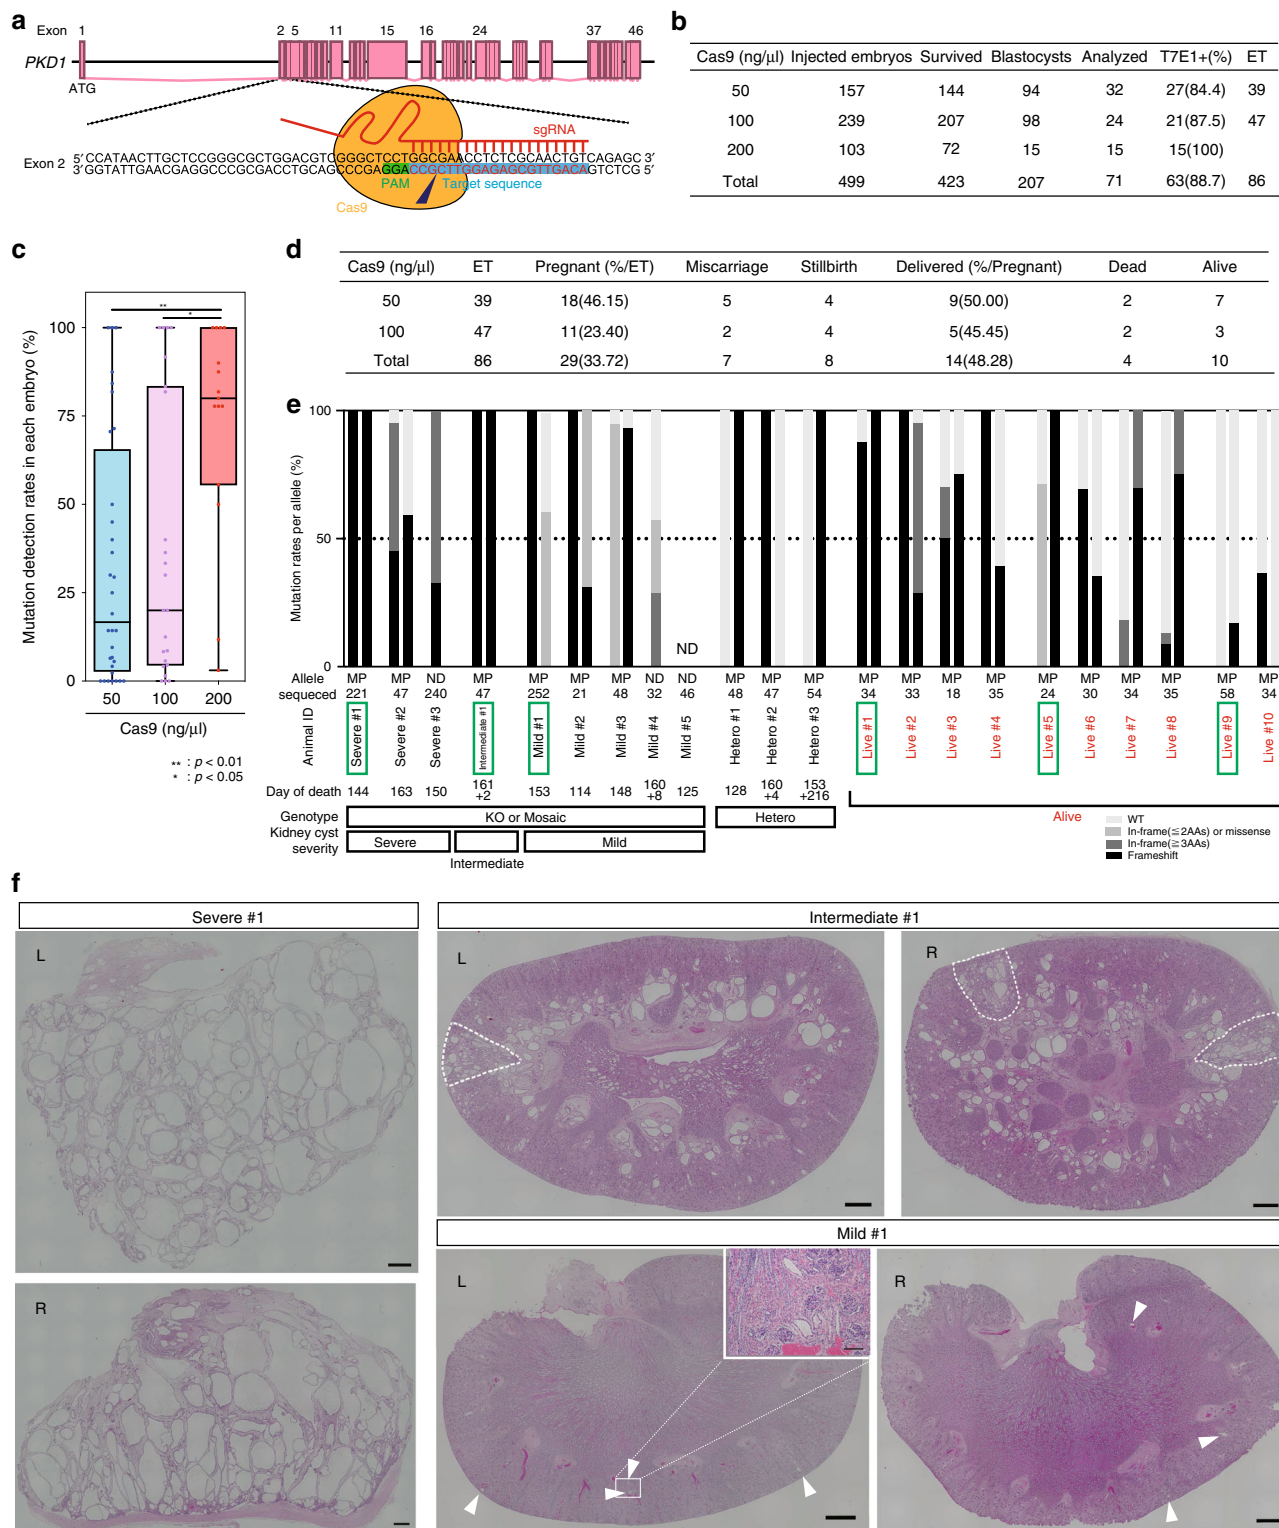 a
Exon 1 2 5 11 15 16 24 37 46
PKD1
ATG
sgRNA
Exon 2
5′CCATAACTTGCTCCGGGCGCTGGACGTCGGGCTCCTGGCGAACCTCTCGCAACTGTCAGAGC 3′
3′GGTATTGAACGAGGCCCGCGACCTGCAGCCCGAGGACCGCTTGGAGAGCGTTGACAGTCTCG 5′
PAM Target sequence
Cas9
b
Cas9 (ng/μl) Injected embryos Survived Blastocysts Analyzed T7E1+(%) ET
50 157 144 94 32 27(84.4) 39
100 239 207 98 24 21(87.5) 47
200 103 72 15 15 15(100)
Total 499 423 207 71 63(88.7) 86
c
Mutation detection rates in each embryo (%)
100
75
50
25
0
**
*
50 100 200
Cas9 (ng/μl)
** : p < 0.01
* : p < 0.05
d
Cas9 (ng/μl) ET Pregnant (%/ET) Miscarriage Stillbirth Delivered (%/Pregnant) Dead Alive
50 39 18(46.15) 5 4 9(50.00) 2 7
100 47 11(23.40) 2 4 5(45.45) 2 3
Total 86 29(33.72) 7 8 14(48.28) 4 10
e
Mutation rates per allele (%)
100
50
0
ND
Allele MP MP ND MP MP MP MP ND ND MP MP MP MP MP MP MP MP MP MP MP MP MP
sequeced 221 47 240 47 252 21 48 32 46 48 47 54 34 33 18 35 24 30 34 35 58 34
Animal ID Severe #1 Severe #2 Severe #3 Intermediate #1 Mild #1 Mild #2 Mild #3 Mild #4 Mild #5 Hetero #1 Hetero #2 Hetero #3 Live #1 Live #2 Live #3 Live #4 Live #5 Live #6 Live #7 Live #8 Live #9 Live #10
Day of death 144 163 150 161 +2 153 114 148 160 +8 125 128 160 +4 153 +216
Genotype KO or Mosaic Hetero Alive
Kidney cyst severity Severe Intermediate Mild
WT
In-frame(≦2AAs) or missense
In-frame(≧3AAs)
Frameshift
f
Severe #1
L
R
Intermediate #1
L
R
Mild #1
L
R